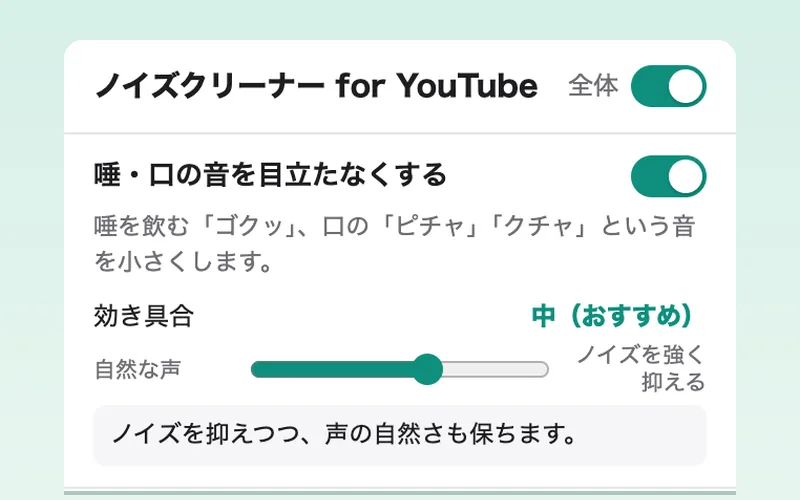 ノイズクリーナー for YouTube 全体
唾・口の音を目立たなくする
唾を飲む「ゴクッ」、口の「ピチャ」「クチャ」という音
を小さくします。
効き具合 中（おすすめ）
自然な声
ノイズを強く
抑える
ノイズを抑えつつ、声の自然さも保ちます。